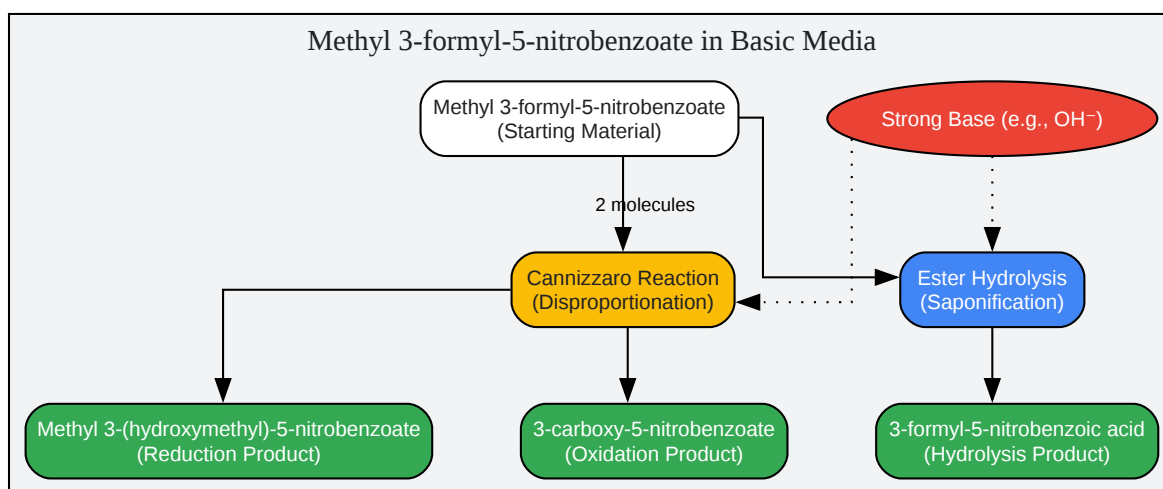 Methyl 3-formyl-5-nitrobenzoate in Basic Media
Methyl 3-formyl-5-nitrobenzoate
(Starting Material)
Strong Base (e.g., OH⁻)
2 molecules
Cannizzaro Reaction
(Disproportionation)
Ester Hydrolysis
(Saponification)
Methyl 3-(hydroxymethyl)-5-nitrobenzoate
(Reduction Product)
3-carboxy-5-nitrobenzoate
(Oxidation Product)
3-formyl-5-nitrobenzoic acid
(Hydrolysis Product)